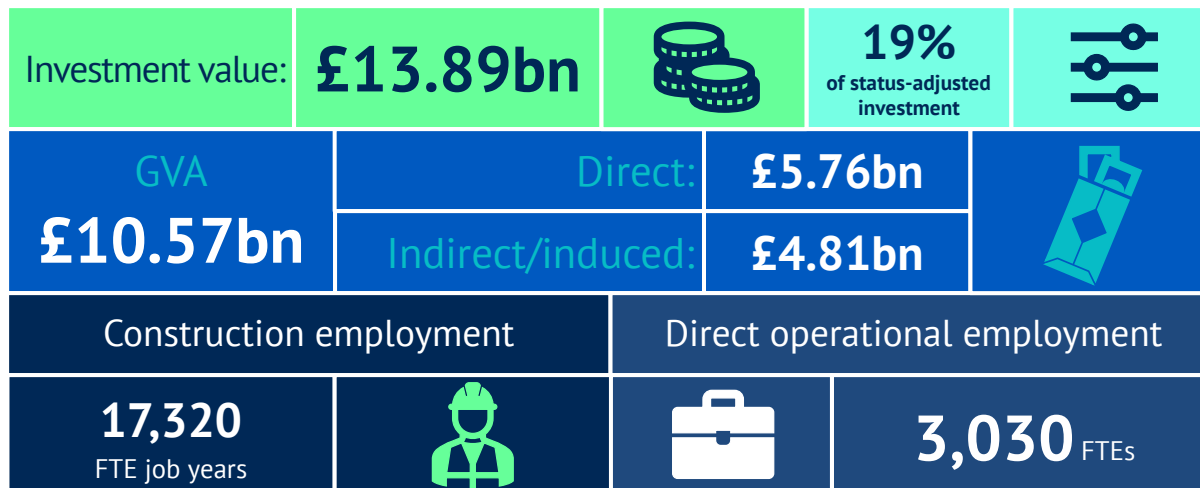 Investment value: £13.89bn
19%
of status-adjusted
investment
GVA
£10.57bn
Direct: £5.76bn
Indirect/induced: £4.81bn
Construction employment
Direct operational employment
17,320
FTE job years
3,030 FTEs